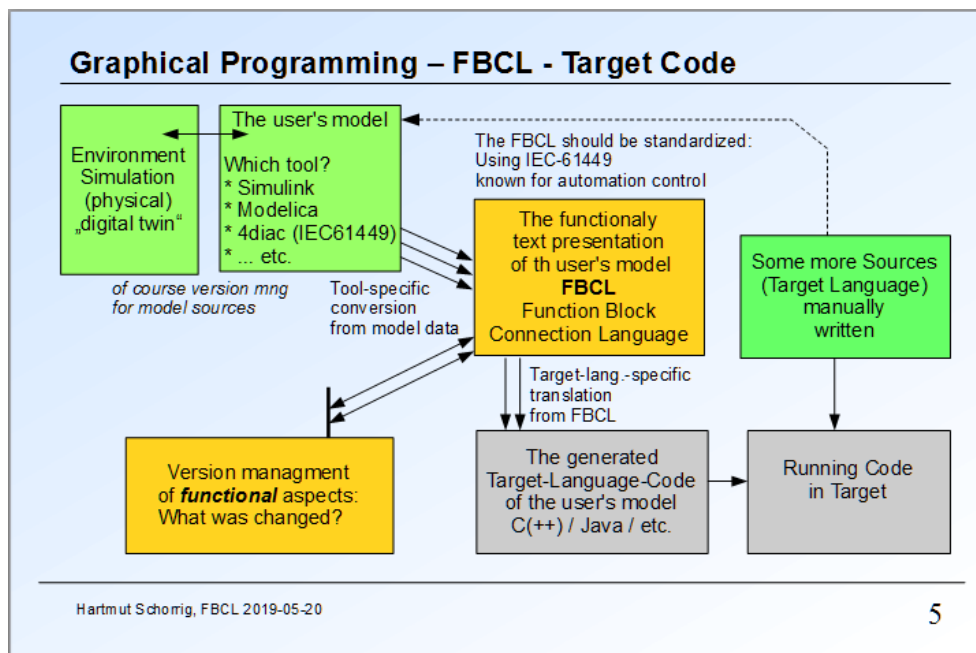 Graphical Programming – FBCL - Target Code
Environment
Simulation
(physical)
„digital twin“
The user's model
Which tool?
* Simulink
* Modelica
* 4diac (IEC61449)
* ... etc.
of course version mng
for model sources
Tool-specific
conversion
from model data
The FBCL should be standardized:
Using IEC-61449
known for automation control
The functionaly
text presentation
of th user's model
FBCL
Function Block
Connection Language
Some more Sources
(Target Language)
manually
written
Target-lang.-specific
translation
from FBCL
Version managment
of functional aspects:
What was changed?
The generated
Target-Language-Code
of the user's model
C(++) / Java / etc.
Running Code
in Target
Hartmut Schorrig, FBCL 2019-05-20
5